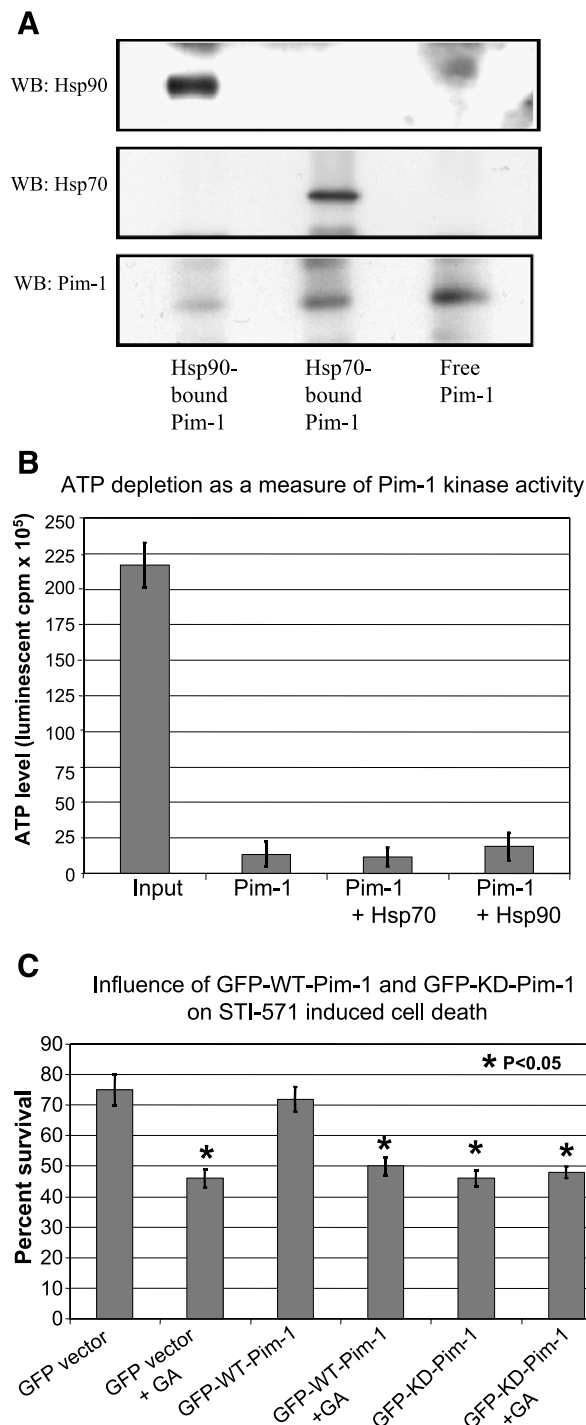 A
WB: Hsp90
WB: Hsp70
WB: Pim-1
Hsp90-
bound
Pim-1
Hsp70-
bound
Pim-1
Free
Pim-1
B
ATP depletion as a measure of Pim-1 kinase activity
ATP level (luminescent cpm x 10⁵)
250
225
200
175
150
125
100
75
50
25
0
Input
Pim-1
Pim-1
+ Hsp70
Pim-1
+ Hsp90
C
Influence of GFP-WT-Pim-1 and GFP-KD-Pim-1
on STI-571 induced cell death
* P<0.05
Percent survival
90
80
70
60
50
40
30
20
10
0
*
*
*
*
GFP vector
GFP vector
+ GA
GFP-WT-Pim-1
GFP-WT-Pim-1
+GA
GFP-KD-Pim-1
GFP-KD-Pim-1
+GA